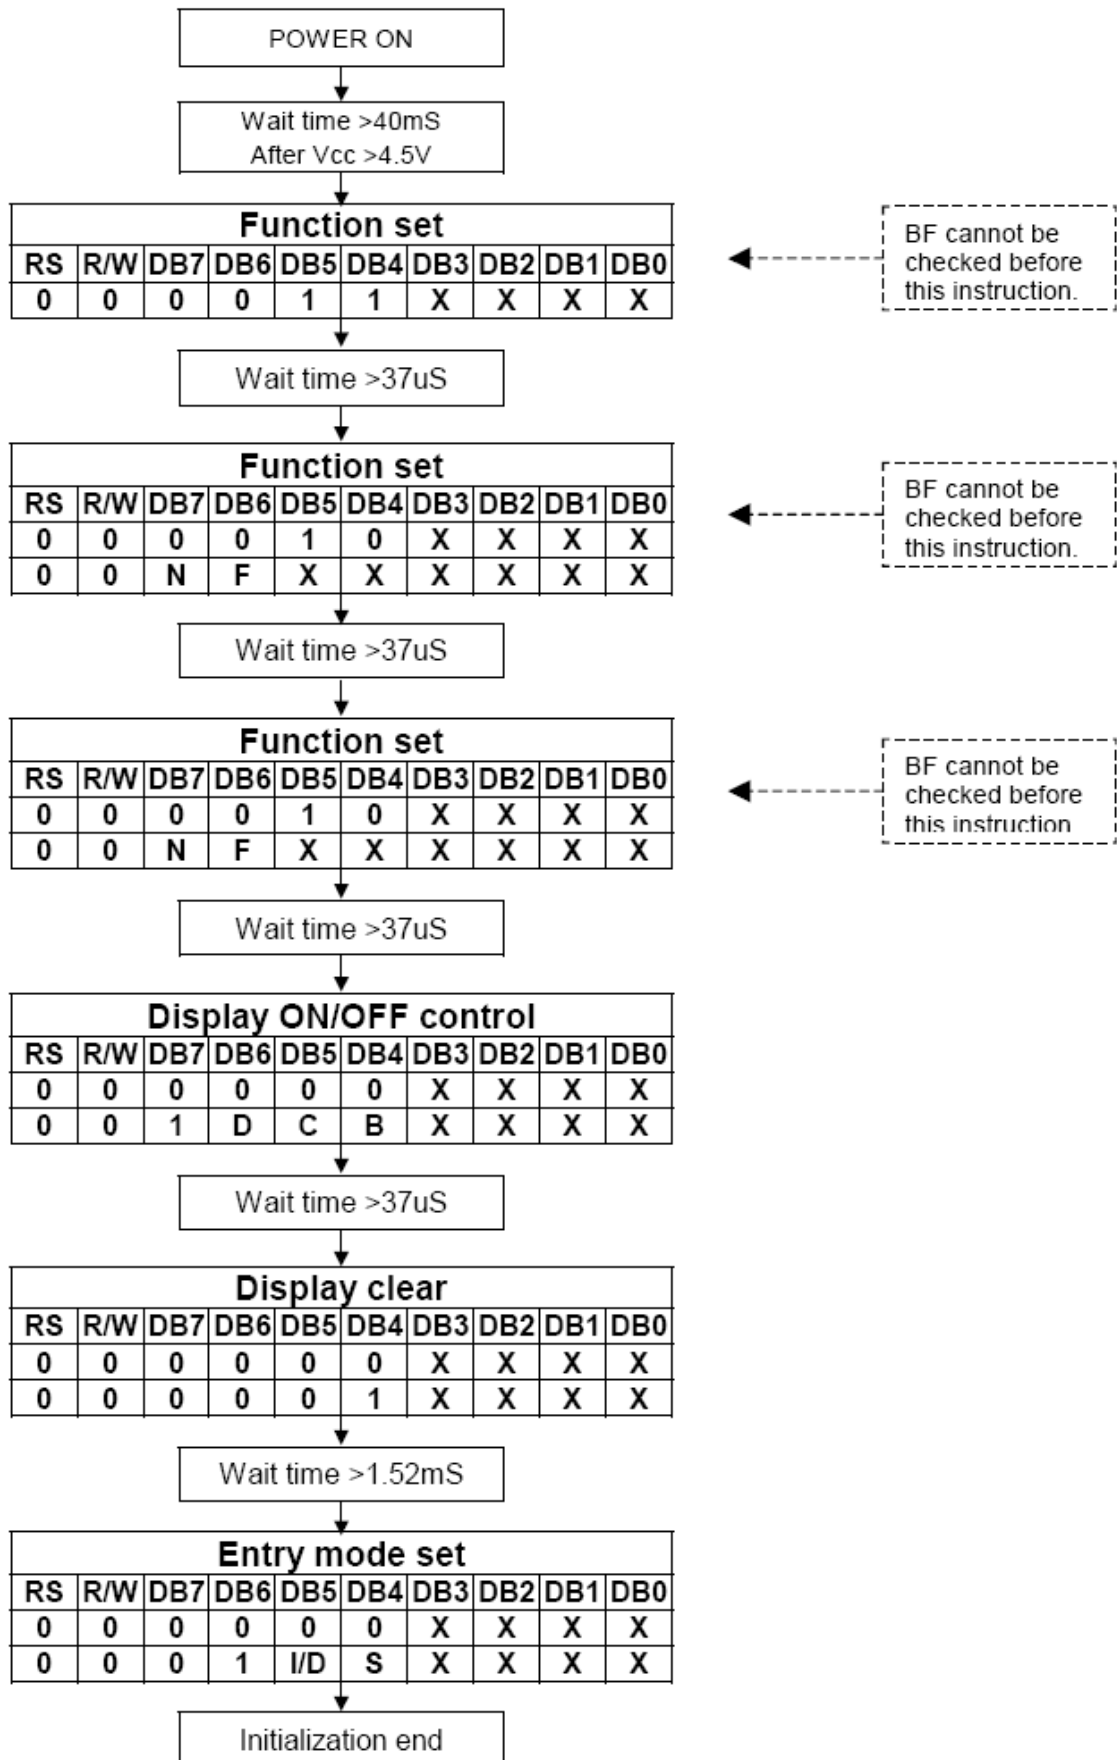 POWER ON
Wait time >40mS
After Vcc >4.5V
Function set
RS R/W DB7 DB6 DB5 DB4 DB3 DB2 DB1 DB0
0 0 0 0 1 1 X X X X
BF cannot be
checked before
this instruction.
Wait time >37uS
Function set
RS R/W DB7 DB6 DB5 DB4 DB3 DB2 DB1 DB0
0 0 0 0 1 0 X X X X
0 0 N F X X X X X X
BF cannot be
checked before
this instruction.
Wait time >37uS
Function set
RS R/W DB7 DB6 DB5 DB4 DB3 DB2 DB1 DB0
0 0 0 0 1 0 X X X X
0 0 N F X X X X X X
BF cannot be
checked before
this instruction
Wait time >37uS
Display ON/OFF control
RS R/W DB7 DB6 DB5 DB4 DB3 DB2 DB1 DB0
0 0 0 0 0 0 X X X X
0 0 1 D C B X X X X
Wait time >37uS
Display clear
RS R/W DB7 DB6 DB5 DB4 DB3 DB2 DB1 DB0
0 0 0 0 0 0 X X X X
0 0 0 0 0 1 X X X X
Wait time >1.52mS
Entry mode set
RS R/W DB7 DB6 DB5 DB4 DB3 DB2 DB1 DB0
0 0 0 0 0 0 X X X X
0 0 0 1 I/D S X X X X
Initialization end